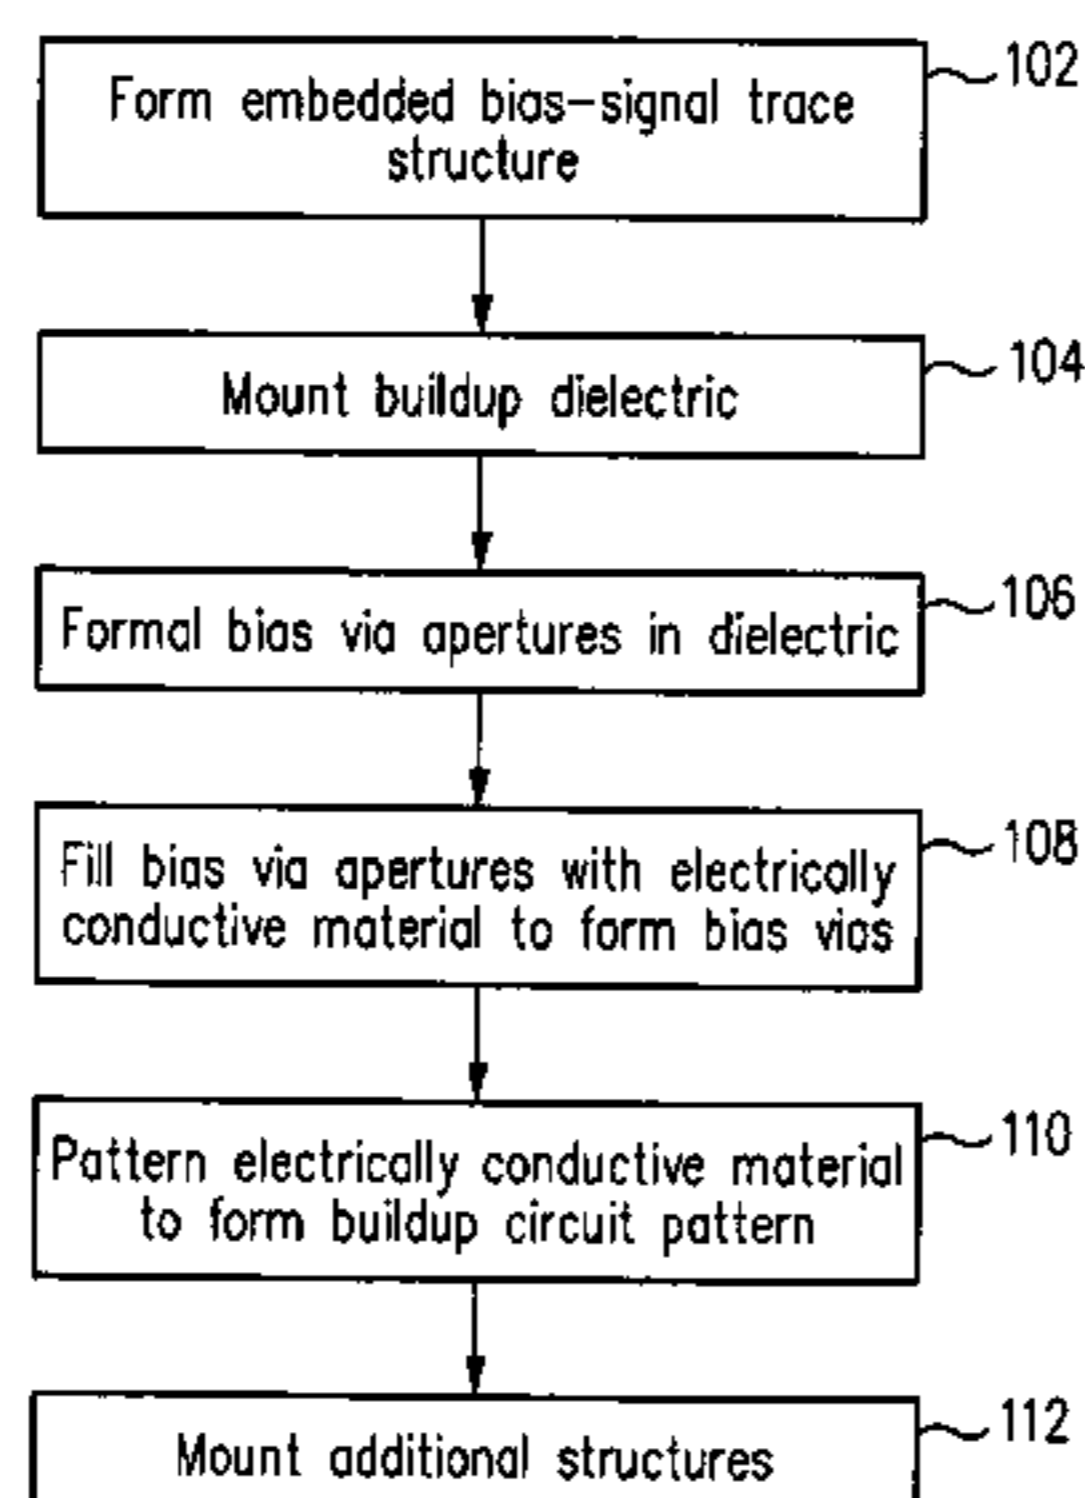 Form embedded bias-signal trace
structure
102
Mount buildup dielectric
104
Formal bias via apertures in dielectric
106
Fill bias via apertures with electrically
conductive material to form bias vias
108
Pattern electrically conductive material
to form buildup circuit pattern
110
Mount additional structures
112